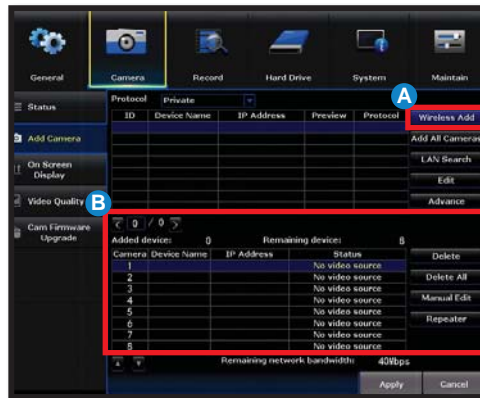 General Camera Record Hard Drive System Maintain
A
Protocol Private
ID Device Name IP Address Preview Protocol
Wireless Add
Add All Cameras
LAN Search
Edit
Advance
Status
Add Camera
On Screen
Display
Video Quality
Cam Firmware
Upgrade
B
0 / 0
Added device: 0 Remaining device: 8
Camera Device Name IP Address Status
1 No video source
2 No video source
3 No video source
4 No video source
5 No video source
6 No video source
7 No video source
8 No video source
Delete
Delete All
Manual Edit
Repeater
Remaining network bandwidth: 40Mbps
Apply Cancel